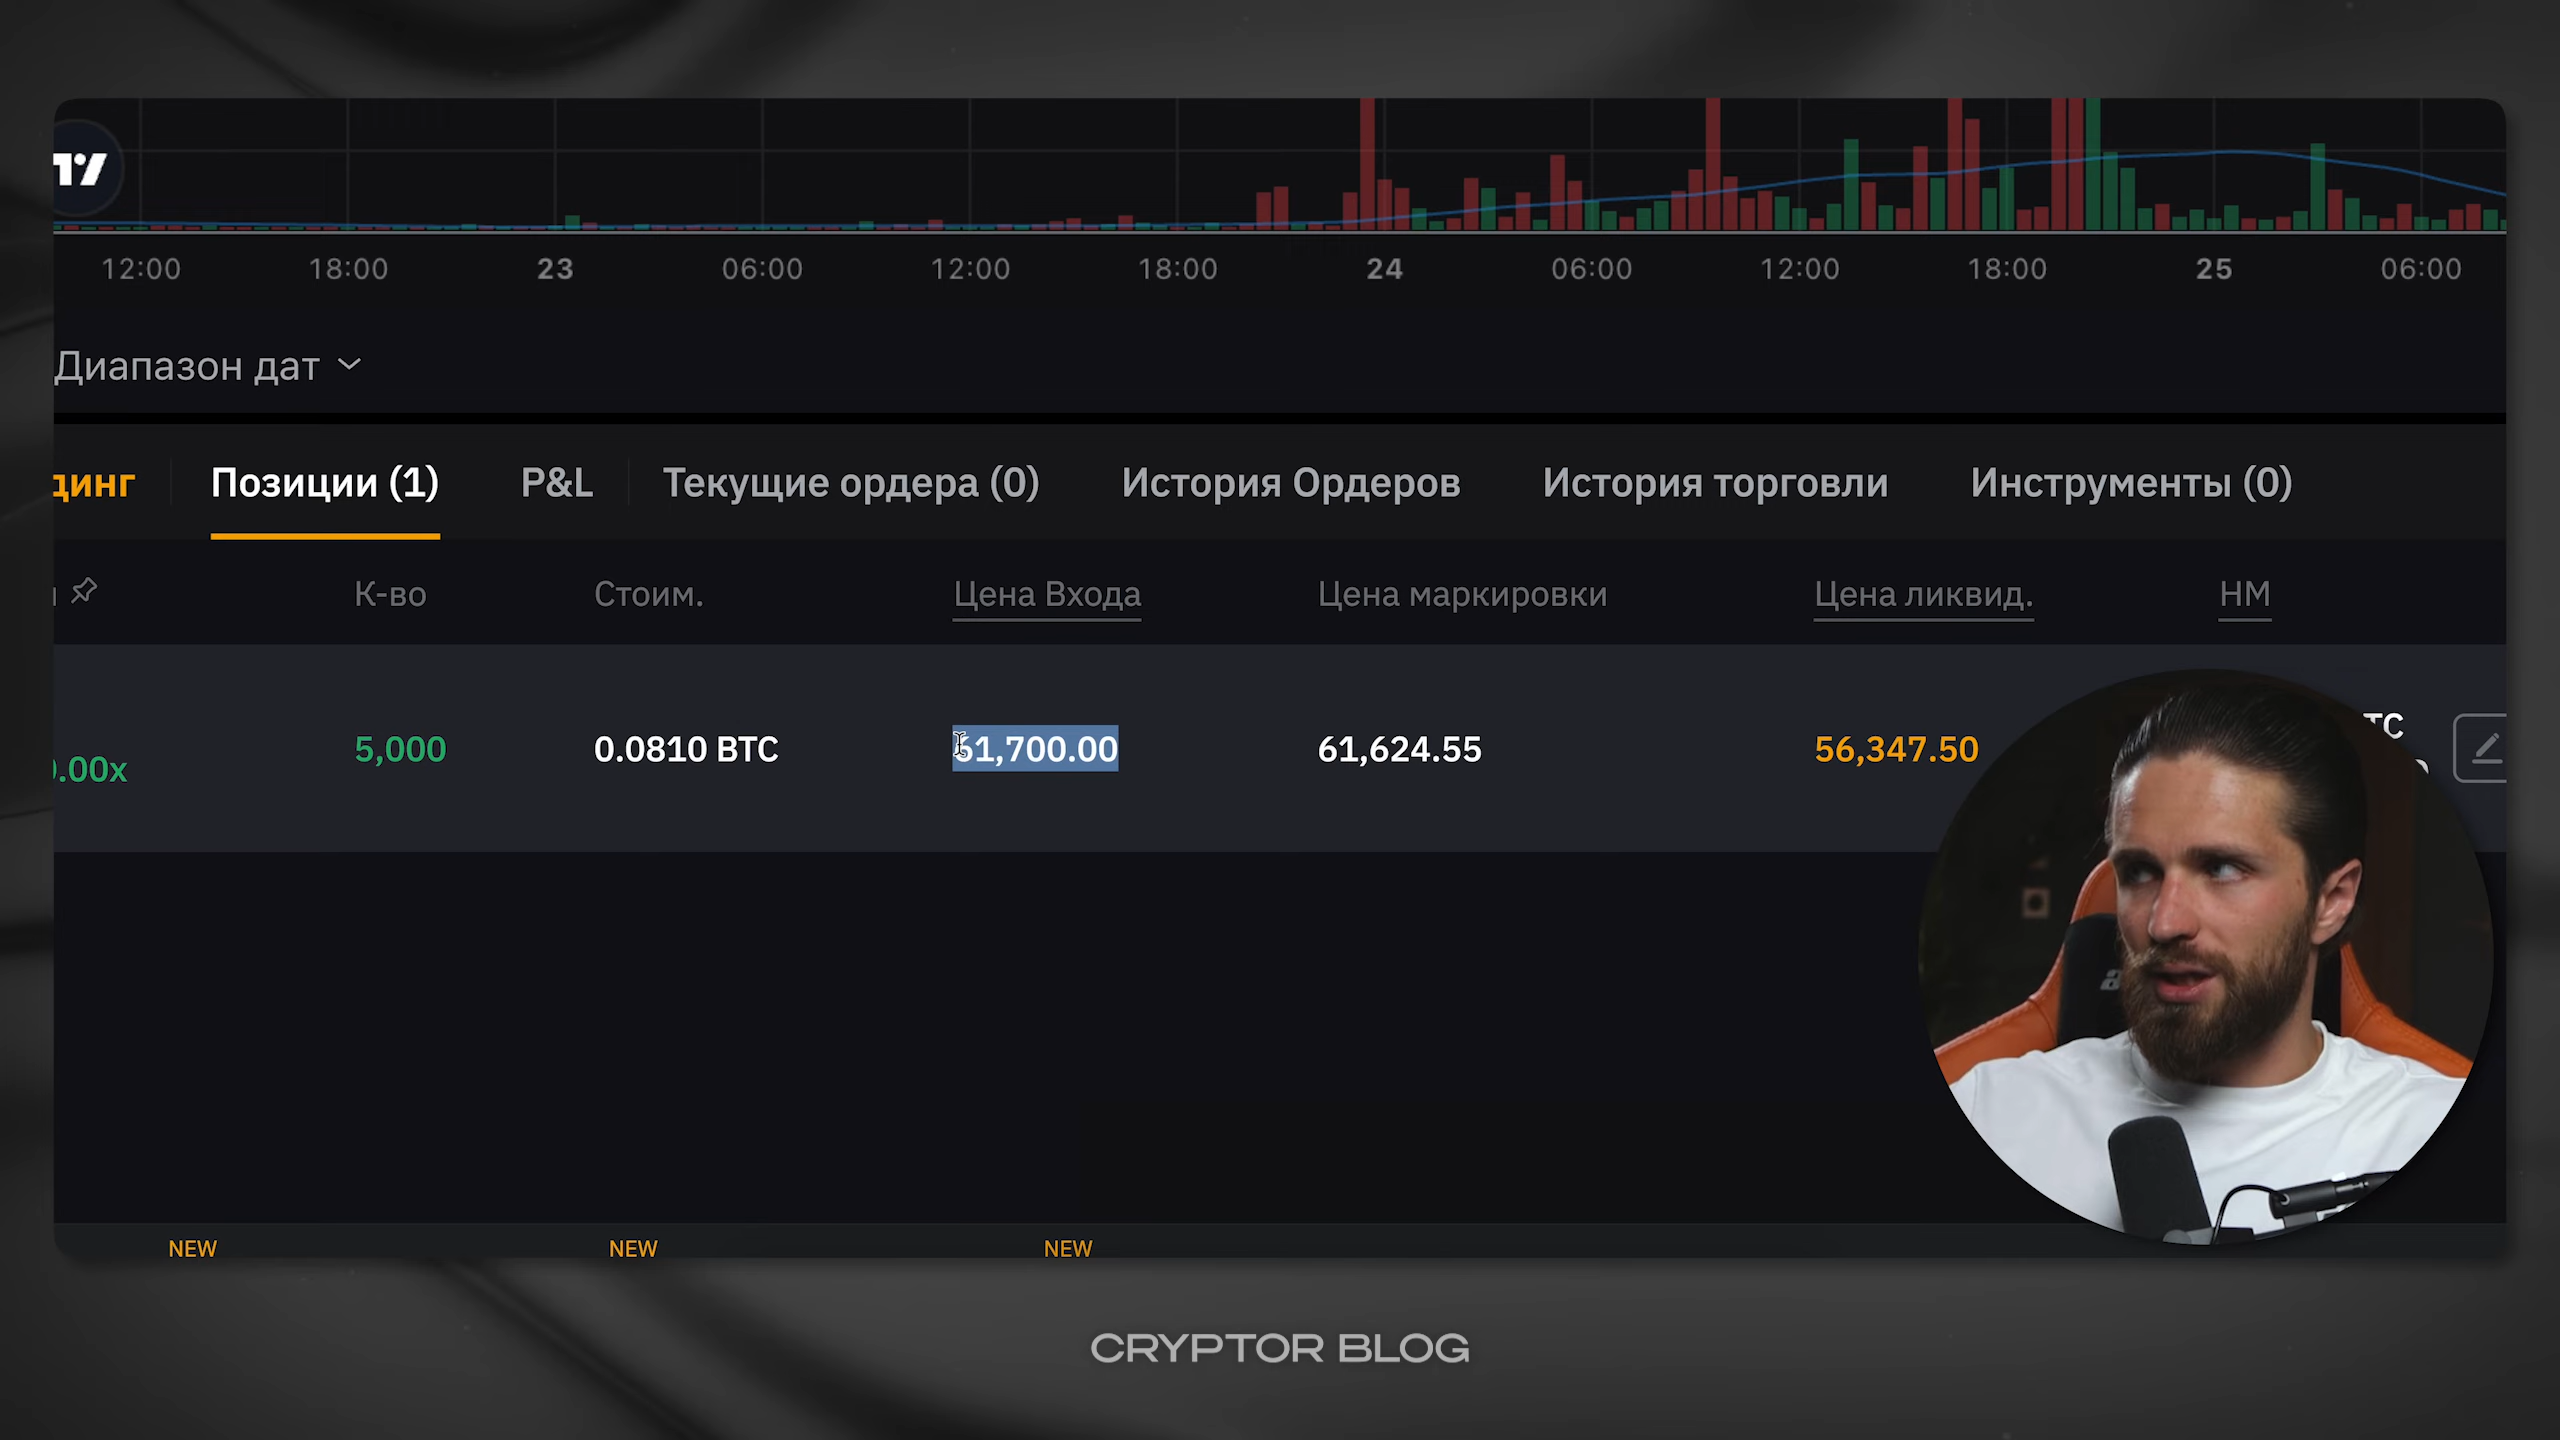 12:00 18:00 23 06:00 12:00 18:00 24 06:00 12:00 18:00 25 06:00
Диапазон дат
динг Позиции (1) P&L Текущие ордера (0) История Ордеров История торговли Инструменты (0)
К-во Стоим. Цена Входа Цена маркировки Цена ликвид. НМ
.00x 5,000 0.0810 BTC 61,700.00 61,624.55 56,347.50 TC
NEW NEW NEW
CRYPTOR BLOG